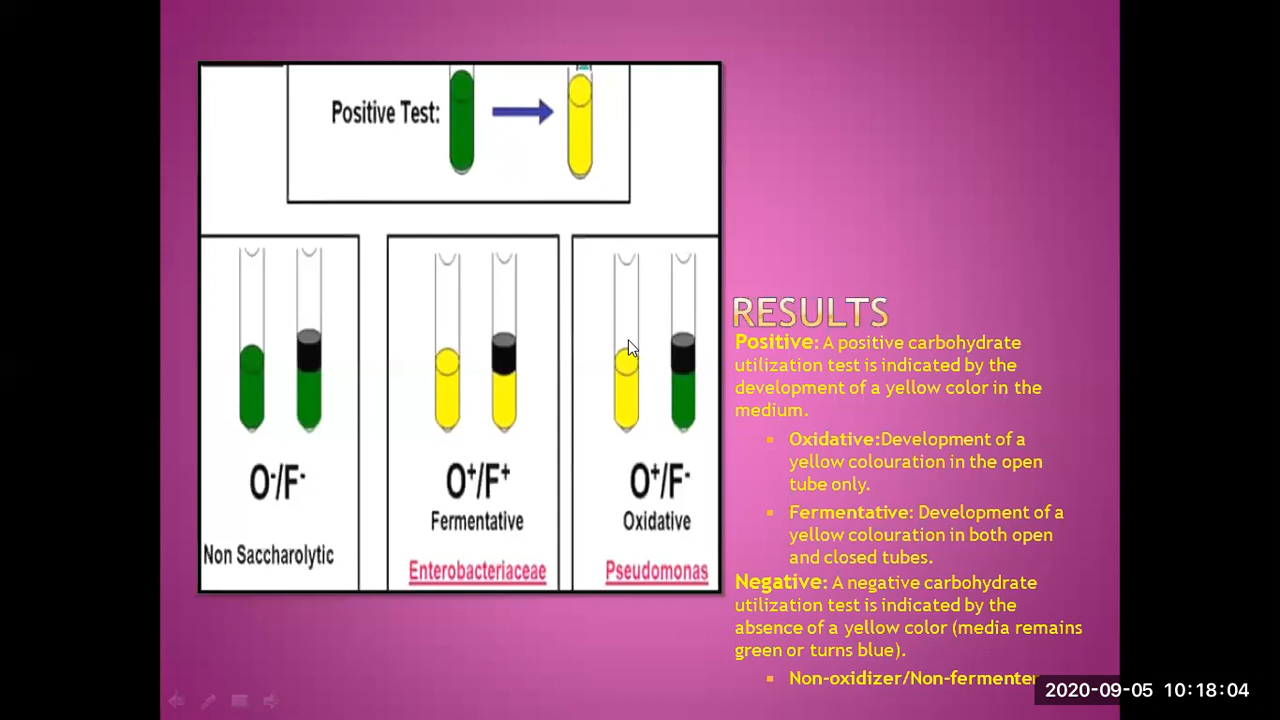 Positive Test:
O-/F-
Non Saccharolytic
O+/F+
Fermentative
Enterobacteriaceae
O+/F-
Oxidative
Pseudomonas
RESULTS
Positive: A positive carbohydrate
utilization test is indicated by the
development of a yellow color in the
medium.
Oxidative:Development of a
yellow colouration in the open
tube only.
Fermentative: Development of a
yellow colouration in both open
and closed tubes.
Negative: A negative carbohydrate
utilization test is indicated by the
absence of a yellow color (media remains
green or turns blue).
Non-oxidizer/Non-fermenter
2020-09-05 10:18:04